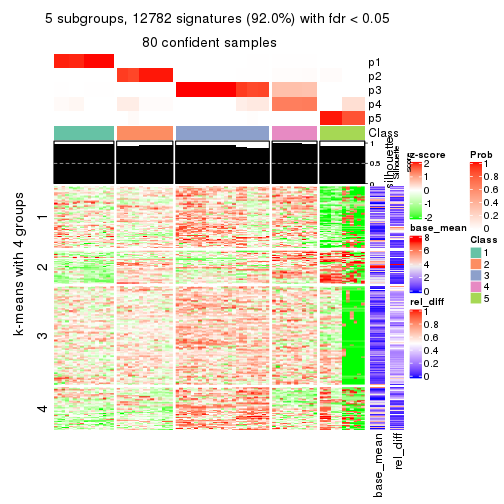 5 subgroups, 12782 signatures (92.0%) with fdr < 0.05
80 confident samples
p1
p2
p3
p4
p5
Class
1
0.5
0
silhouette
Silhouette score
z-score
2
1
0
-1
-2
base_mean
8
6
4
2
0
rel_diff
1
0.8
0.6
0.4
0.2
0
Prob
1
0.8
0.6
0.4
0.2
0
Class
1
2
3
4
5
k-means with 4 groups
1
2
3
4
base_mean
rel_diff